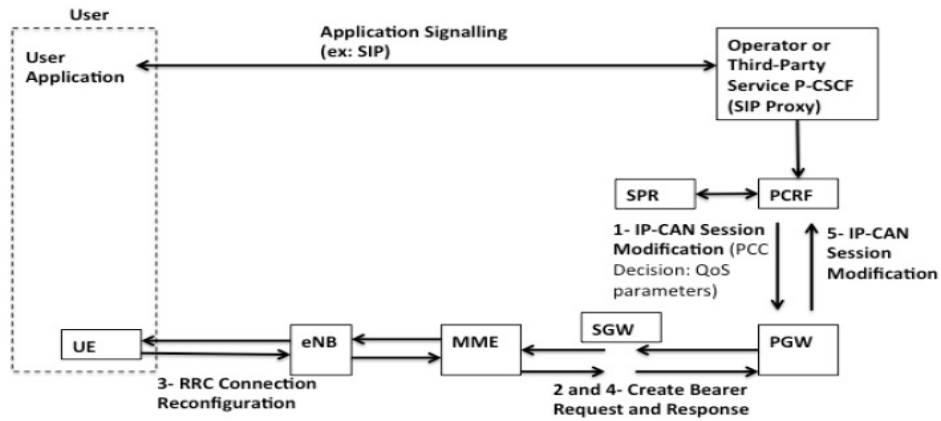 User
User
Application
Application Signalling
(ex: SIP)
Operator or
Third-Party
Service P-CSCF
(SIP Proxy)
SPR
PCRF
1- IP-CAN Session
Modification (PCC
Decision: QoS
parameters)
5- IP-CAN
Session
Modification
UE
eNB
MME
SGW
PGW
3- RRC Connection
Reconfiguration
2 and 4- Create Bearer
Request and Response